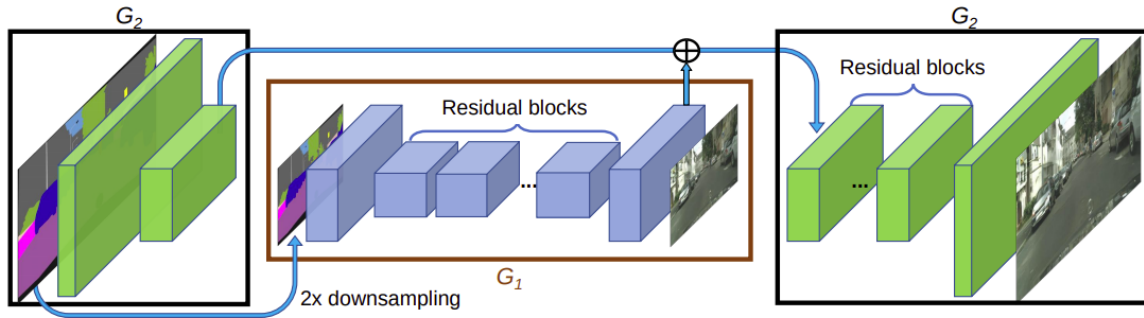 G2
G2
Residual blocks
Residual blocks
...
...
G1
2x downsampling